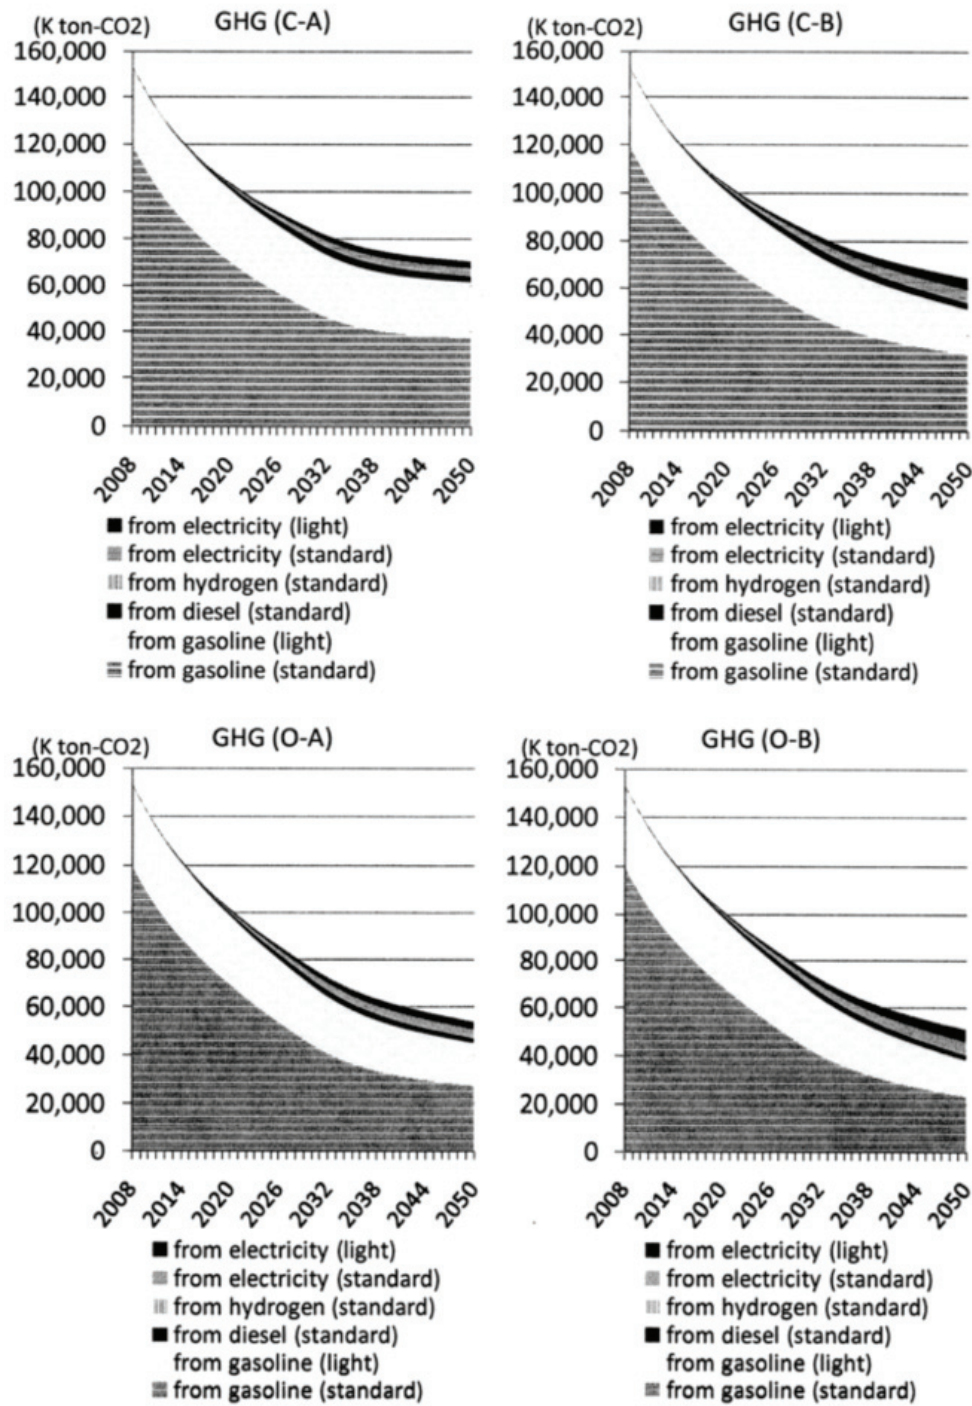 (K ton-CO2) GHG (C-A)
160,000
140,000
120,000
100,000
80,000
60,000
40,000
20,000
0
2008 2014 2020 2026 2032 2038 2044 2050
from electricity (light)
from electricity (standard)
from hydrogen (standard)
from diesel (standard)
from gasoline (light)
from gasoline (standard)
(K ton-CO2) GHG (C-B)
160,000
140,000
120,000
100,000
80,000
60,000
40,000
20,000
0
2008 2014 2020 2026 2032 2038 2044 2050
from electricity (light)
from electricity (standard)
from hydrogen (standard)
from diesel (standard)
from gasoline (light)
from gasoline (standard)
(K ton-CO2) GHG (O-A)
160,000
140,000
120,000
100,000
80,000
60,000
40,000
20,000
0
2008 2014 2020 2026 2032 2038 2044 2050
from electricity (light)
from electricity (standard)
from hydrogen (standard)
from diesel (standard)
from gasoline (light)
from gasoline (standard)
(K ton-CO2) GHG (O-B)
160,000
140,000
120,000
100,000
80,000
60,000
40,000
20,000
0
2008 2014 2020 2026 2032 2038 2044 2050
from electricity (light)
from electricity (standard)
from hydrogen (standard)
from diesel (standard)
from gasoline (light)
from gasoline (standard)